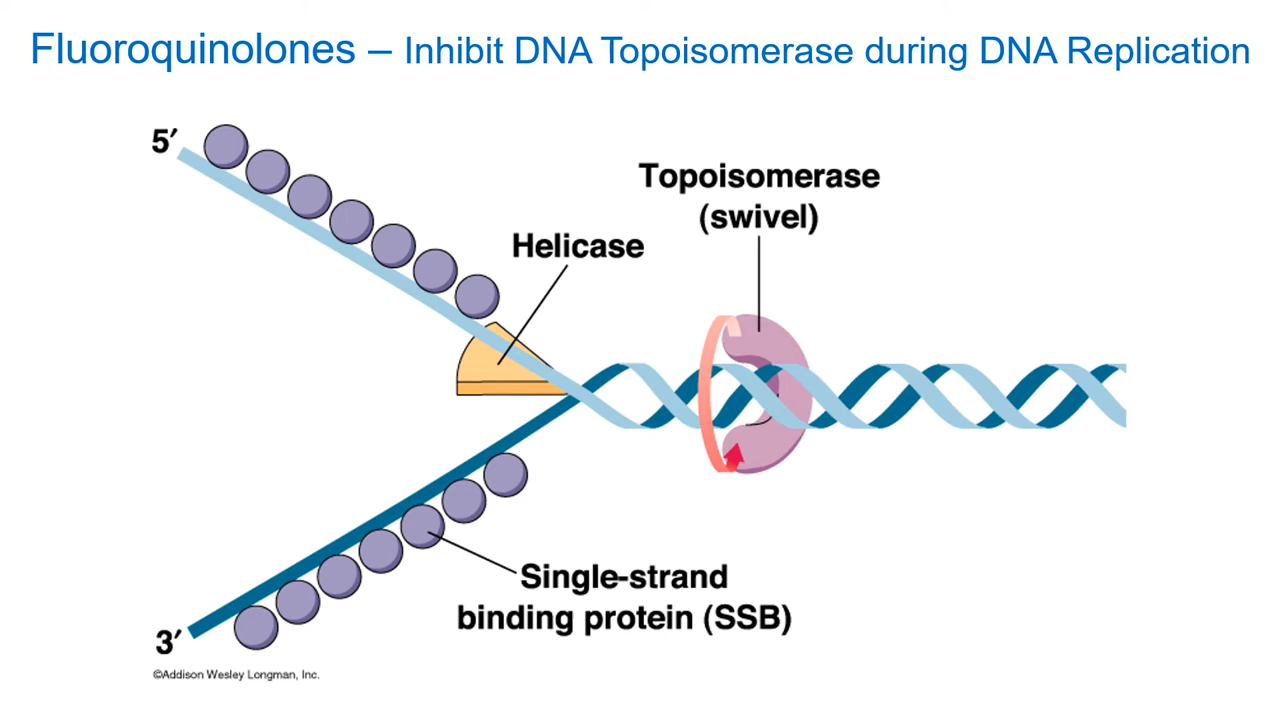 Fluoroquinolones – Inhibit DNA Topoisomerase during DNA Replication
5′
Topoisomerase
(swivel)
Helicase
Single-strand
binding protein (SSB)
3′
©Addison Wesley Longman, Inc.